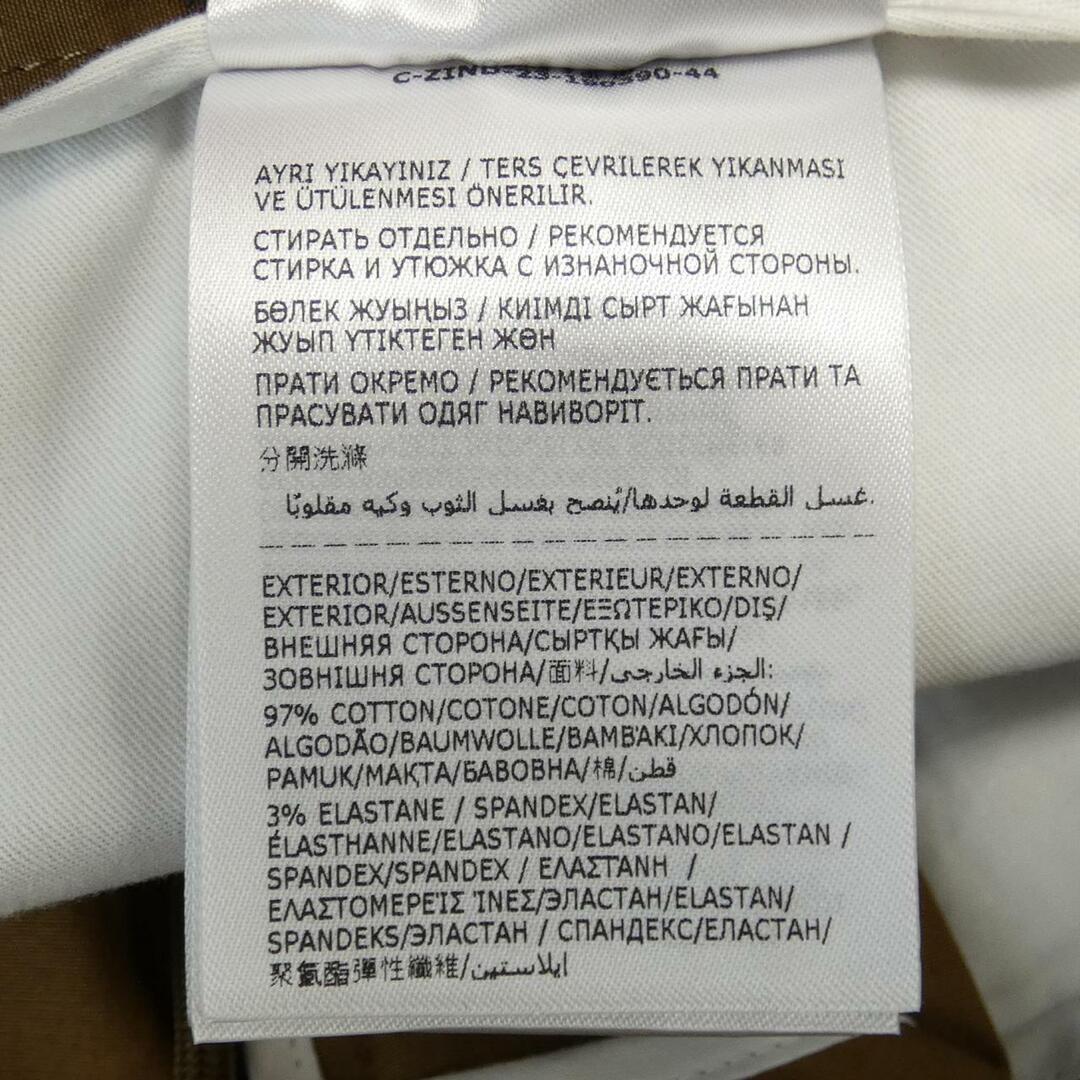 AYRI YIKAYINIZ / TERS ÇEVRILEREK YIKANMASI
VE ÜTÜLENMESI ÖNERILIR.
СТИРАТЬ ОТДЕЛЬНО / РЕКОМЕНДУЕТСЯ
СТИРКА И УТЮЖКА С ИЗНАНОЧНОЙ СТОРОНЫ.
БӨЛЕК ЖУЫҢЫЗ / КИІМДІ СЫРТ ЖАҒЫНАН
ЖУЫП ҮТІКТЕГЕН ЖӨН
ПРАТИ ОКРЕМО / РЕКОМЕНДУЄТЬСЯ ПРАТИ ТА
ПРАСУВАТИ ОДЯГ НАВИВОРІТ.
分開洗滌
غسل القطعة لوحدها/يُنصح بغسل الثوب وكيه مقلوبًا.
EXTERIOR/ESTERNO/EXTERIEUR/EXTERNO/
EXTERIOR/AUSSENSEITE/ΕΞΩΤΕΡΙΚΟ/DIŞ/
ВНЕШНЯЯ СТОРОНА/СЫРТҚЫ ЖАҒЫ/
ЗОВНІШНЯ СТОРОНА/面料/الجزء الخارجي:
97% COTTON/COTONE/COTON/ALGODÓN/
ALGODÃO/BAUMWOLLE/ΒΑΜΒΆΚΙ/ХЛОПОК/
PAMUK/МАҚТА/БАВОВНА/棉/قطن
3% ELASTANE / SPANDEX/ELASTAN/
ÉLASTHANNE/ELASTANO/ELASTANO/ELASTAN /
SPANDEX/SPANDEX / ΕΛΑΣΤΆΝΗ /
ΕΛΑΣΤΟΜΕΡΕΊΣ ΊΝΕΣ/ЭЛАСТАН/ELASTAN/
SPANDEKS/ЭЛАСТАН / СПАНДЕКС/ЕЛАСТАН/
聚氨酯彈性纖維/ايلاستين